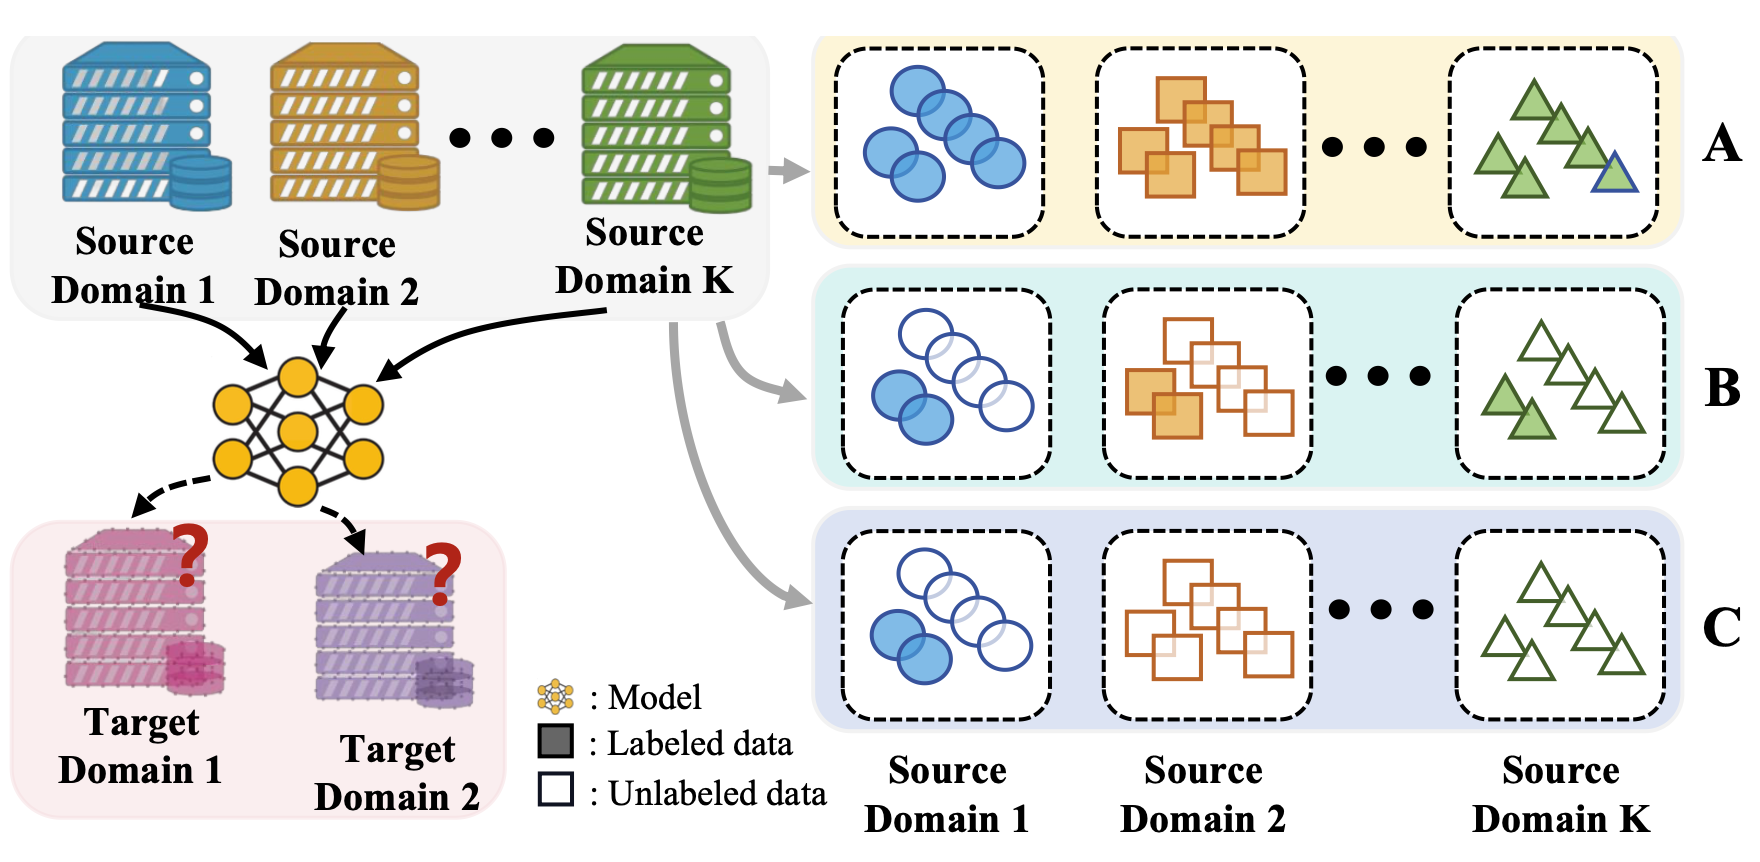 Source
Domain 1
Source
Domain 2
Source
Domain K
A
B
C
?
?
Target
Domain 1
Target
Domain 2
: Model
: Labeled data
: Unlabeled data
Source
Domain 1
Source
Domain 2
Source
Domain K